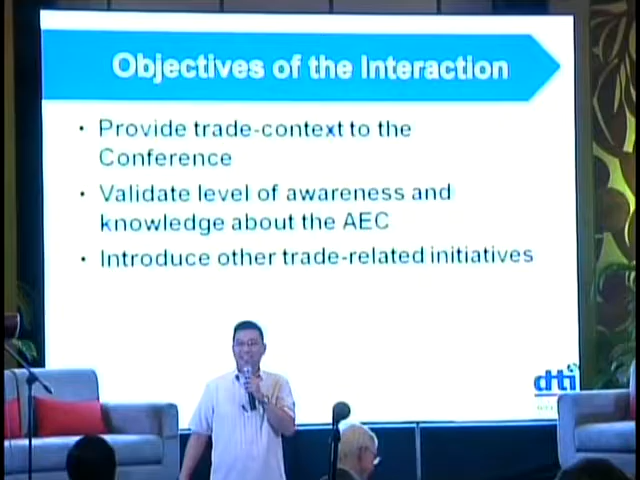 Objectives of the Interaction
• Provide trade-context to the
Conference
• Validate level of awareness and
knowledge about the AEC
• Introduce other trade-related initiatives
dti